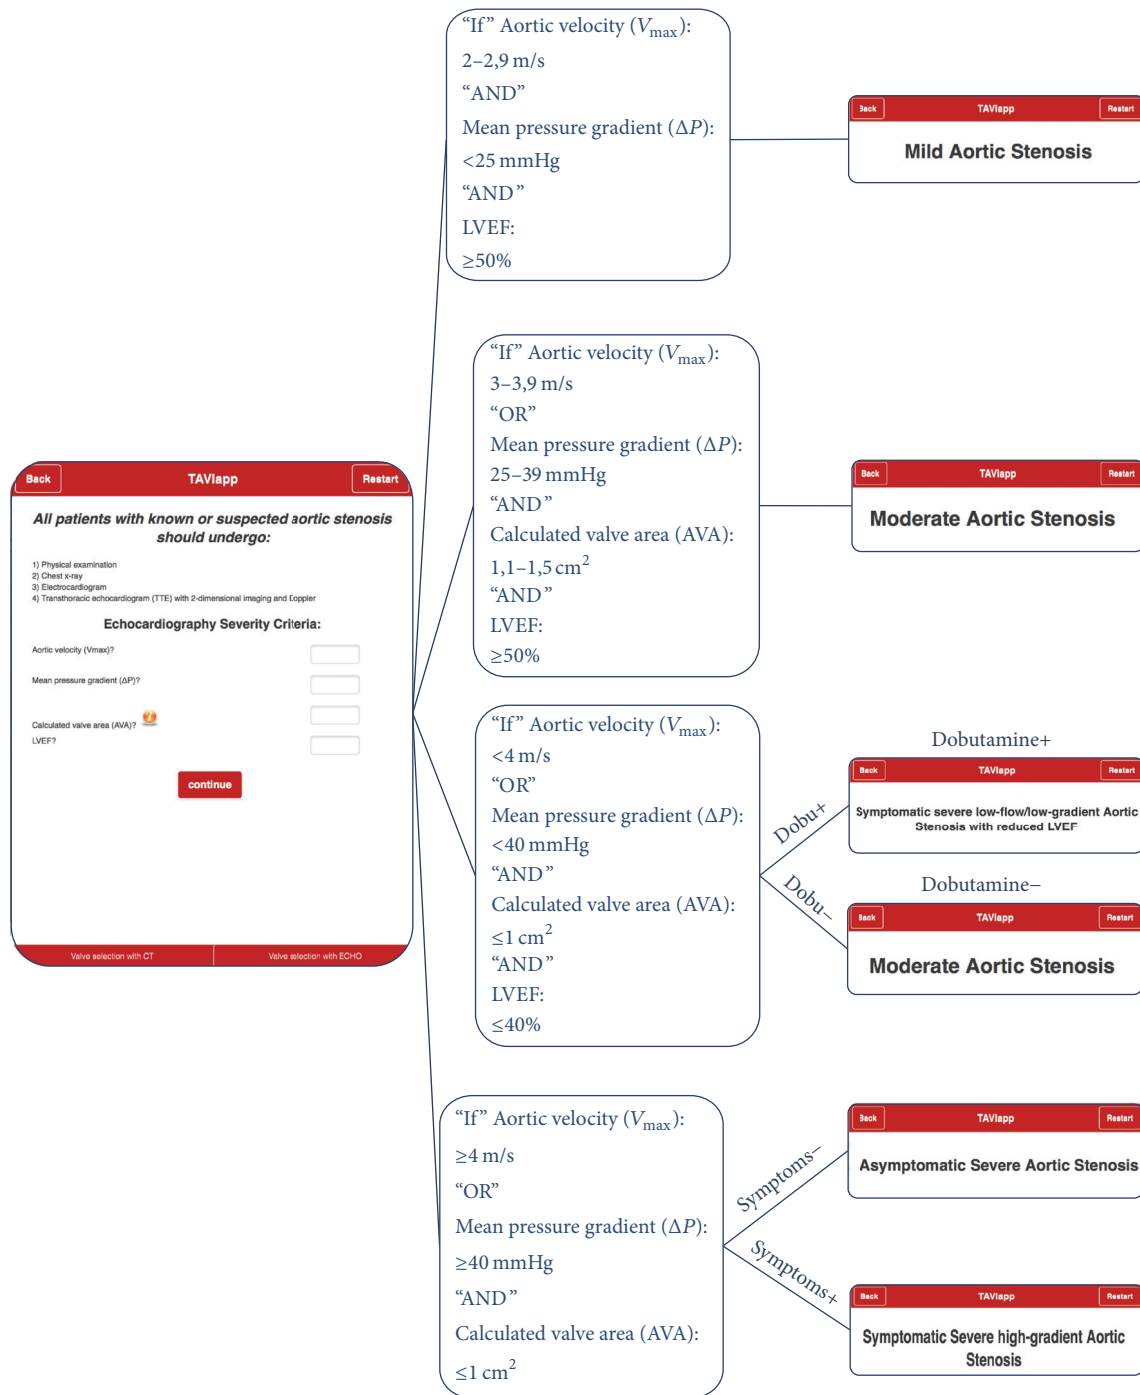 Back TAVIapp Restart
All patients with known or suspected aortic stenosis
should undergo:
1) Physical examination
2) Chest x-ray
3) Electrocardiogram
4) Transthoracic echocardiogram (TTE) with 2-dimensional imaging and Doppler
Echocardiography Severity Criteria:
Aortic velocity (Vmax)?
Mean pressure gradient (ΔP)?
Calculated valve area (AVA)? i
LVEF?
continue
Valve selection with CT Valve selection with ECHO
“If” Aortic velocity (Vmax):
2–2,9 m/s
“AND”
Mean pressure gradient (ΔP):
<25 mmHg
“AND”
LVEF:
≥50%
Back TAVIapp Restart
Mild Aortic Stenosis
“If” Aortic velocity (Vmax):
3–3,9 m/s
“OR”
Mean pressure gradient (ΔP):
25–39 mmHg
“AND”
Calculated valve area (AVA):
1,1–1,5 cm²
“AND”
LVEF:
≥50%
Back TAVIapp Restart
Moderate Aortic Stenosis
“If” Aortic velocity (Vmax):
<4 m/s
“OR”
Mean pressure gradient (ΔP):
<40 mmHg
“AND”
Calculated valve area (AVA):
≤1 cm²
“AND”
LVEF:
≤40%
Dobu+
Dobutamine+
Back TAVIapp Restart
Symptomatic severe low-flow/low-gradient Aortic
Stenosis with reduced LVEF
Dobu−
Dobutamine−
Back TAVIapp Restart
Moderate Aortic Stenosis
“If” Aortic velocity (Vmax):
≥4 m/s
“OR”
Mean pressure gradient (ΔP):
≥40 mmHg
“AND”
Calculated valve area (AVA):
≤1 cm²
Symptoms−
Back TAVIapp Restart
Asymptomatic Severe Aortic Stenosis
Symptoms+
Back TAVIapp Restart
Symptomatic Severe high-gradient Aortic
Stenosis